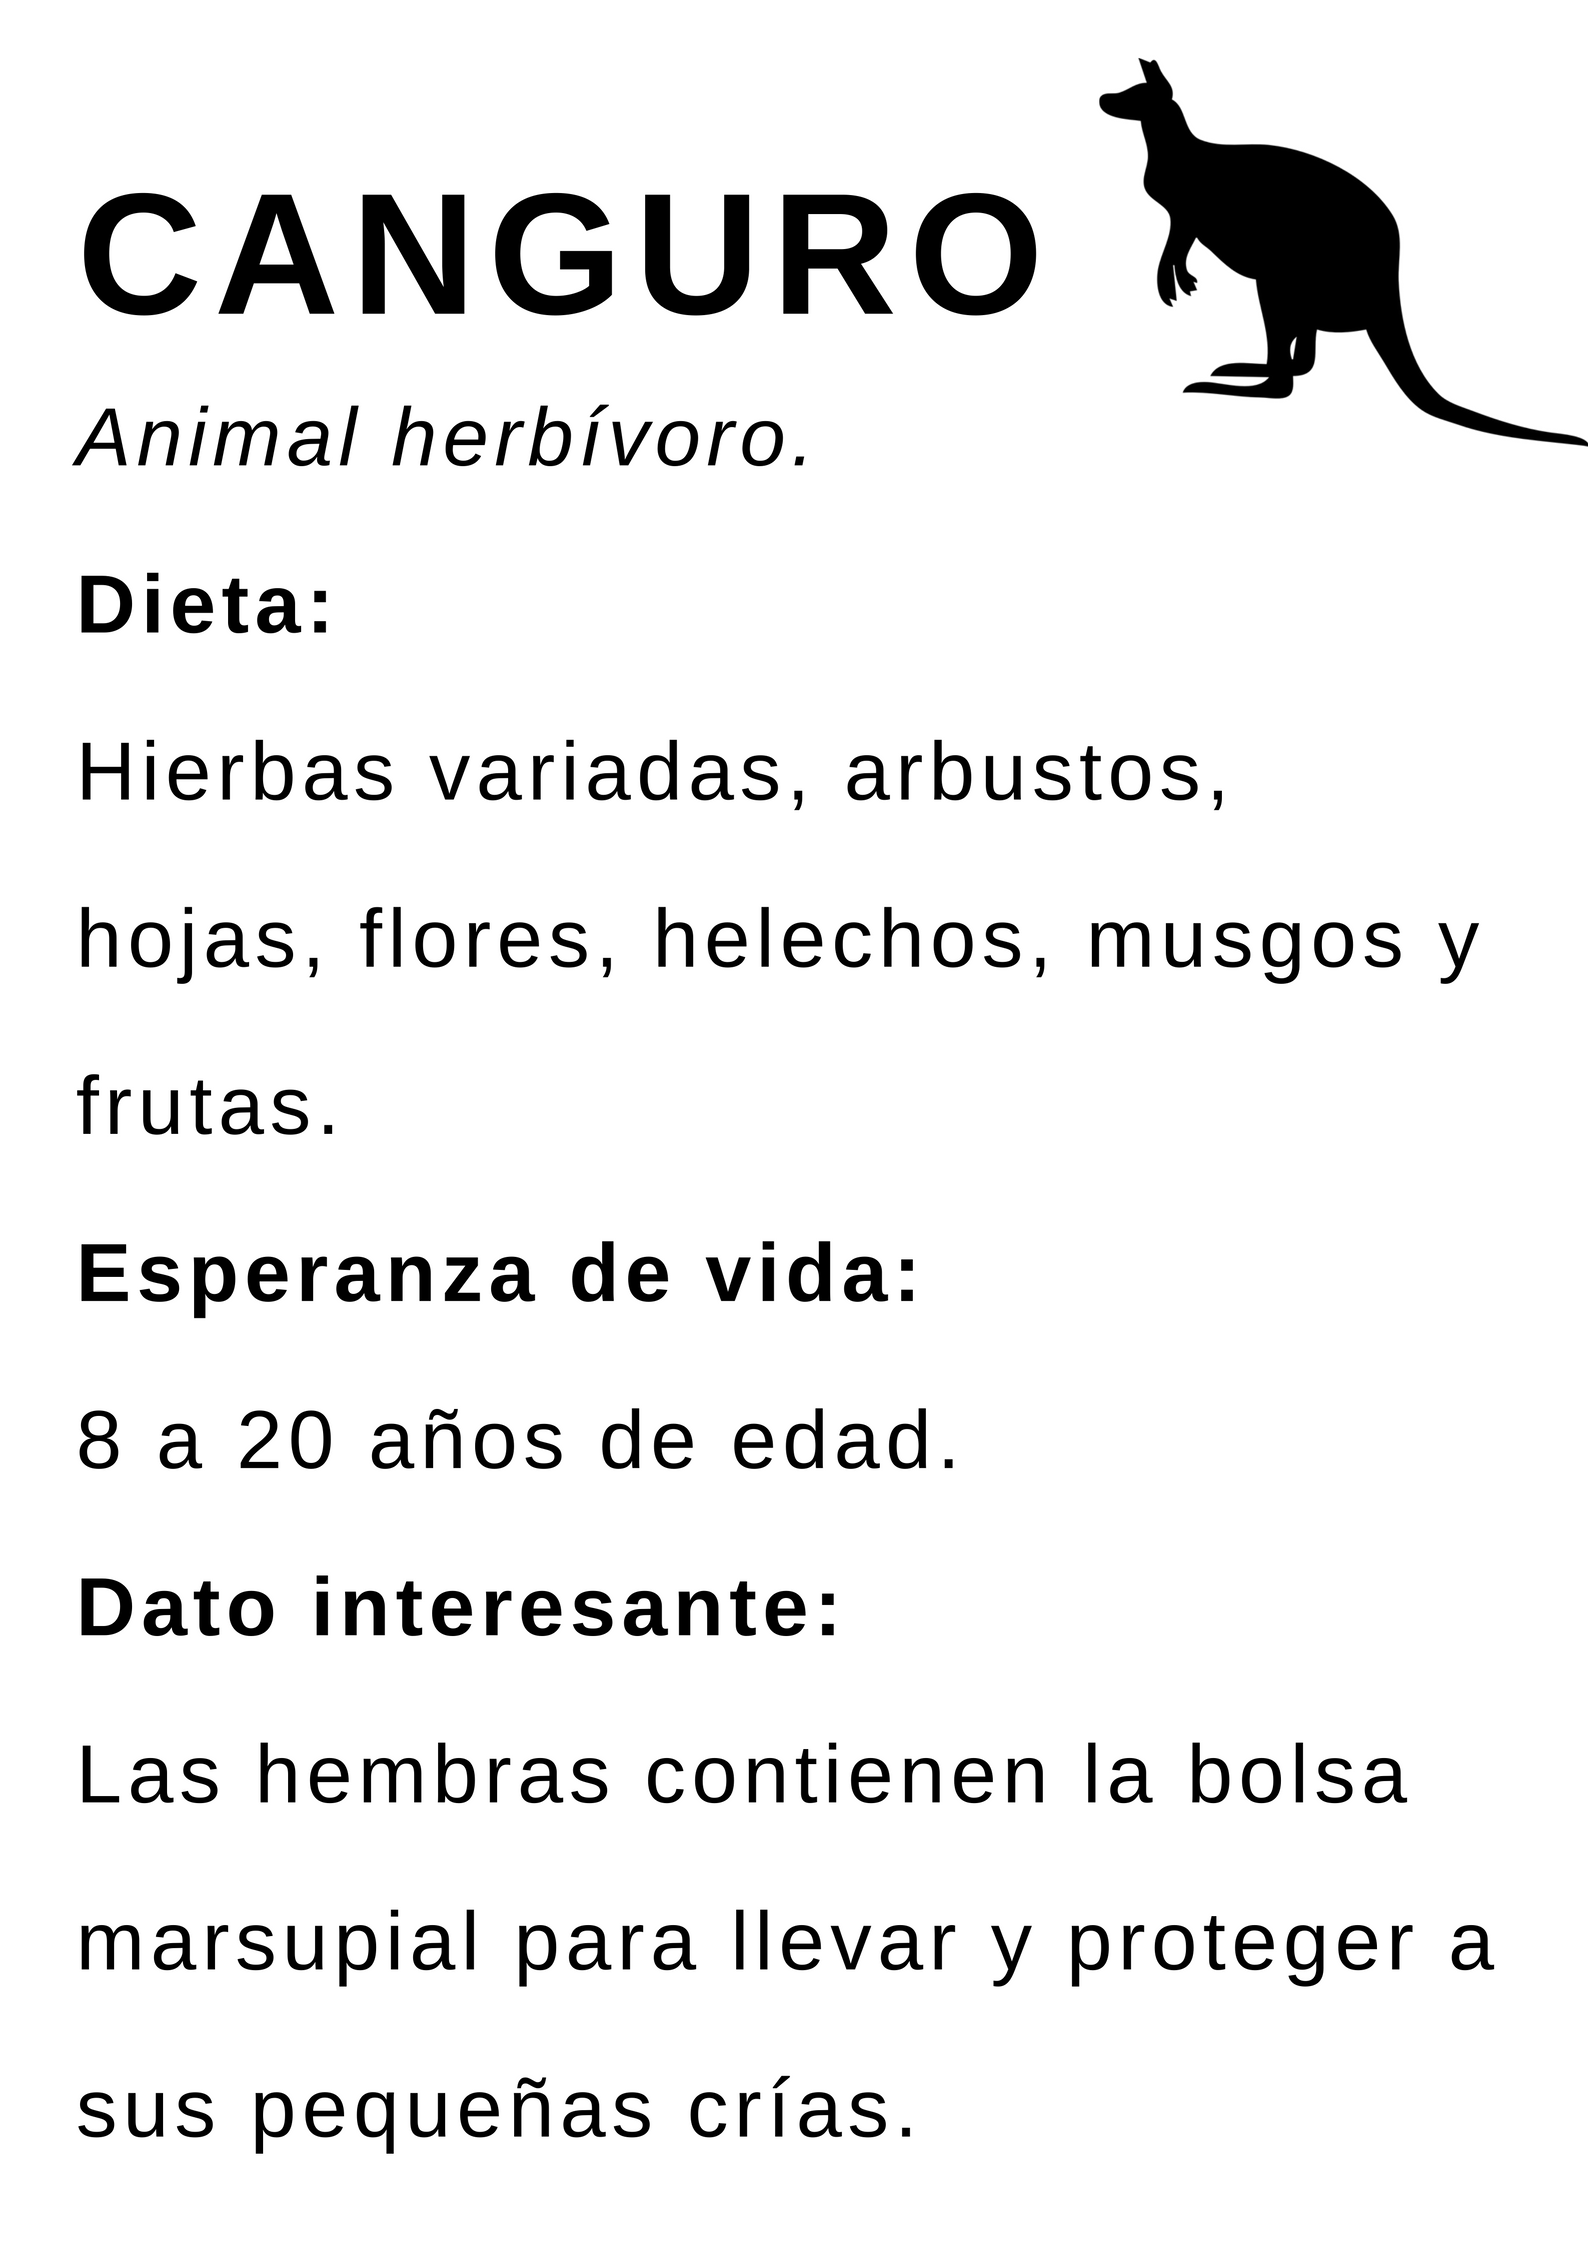 CANGURO
Animal herbívoro.
Dieta:
Hierbas variadas, arbustos,
hojas, flores, helechos, musgos y
frutas.
Esperanza de vida:
8 a 20 años de edad.
Dato interesante:
Las hembras contienen la bolsa
marsupial para llevar y proteger a
sus pequeñas crías.